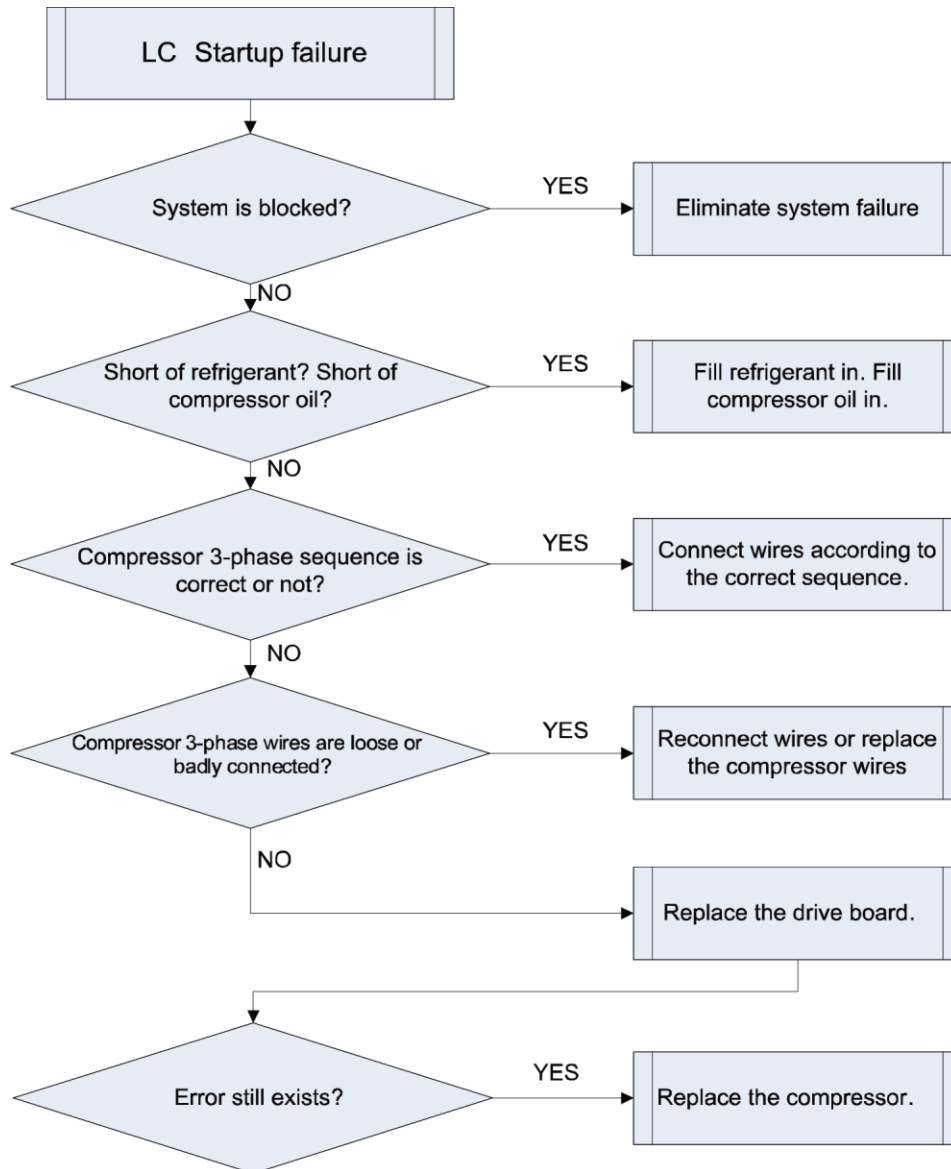 LC Startup failure
System is blocked?
YES
Eliminate system failure
NO
Short of refrigerant? Short of
compressor oil?
YES
Fill refrigerant in. Fill
compressor oil in.
NO
Compressor 3-phase sequence is
correct or not?
YES
Connect wires according to
the correct sequence.
NO
Compressor 3-phase wires are loose or
badly connected?
YES
Reconnect wires or replace
the compressor wires
NO
Replace the drive board.
Error still exists?
YES
Replace the compressor.